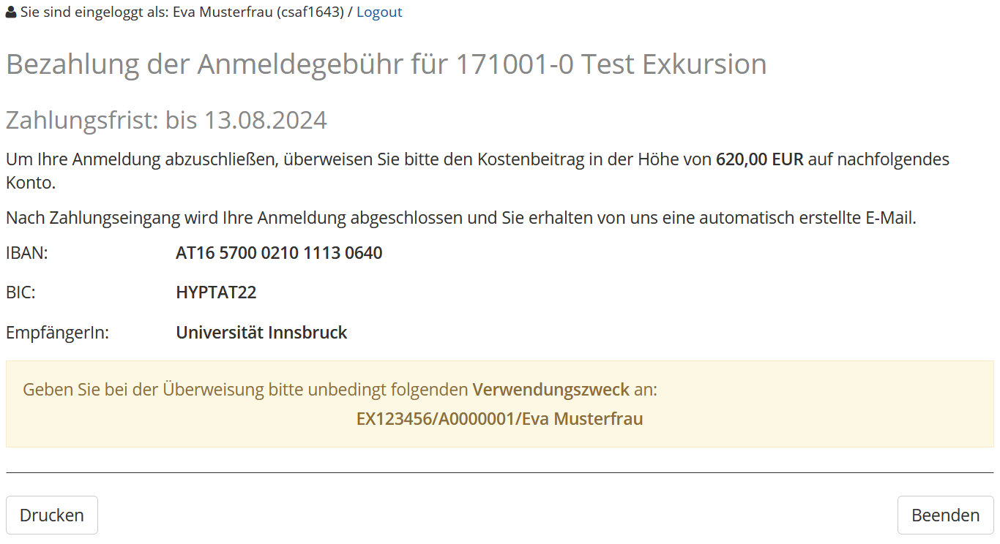 Sie sind eingeloggt als: Eva Musterfrau (csaf1643) / Logout
Bezahlung der Anmeldegebühr für 171001-0 Test Exkursion
Zahlungsfrist: bis 13.08.2024
Um Ihre Anmeldung abzuschließen, überweisen Sie bitte den Kostenbeitrag in der Höhe von 620,00 EUR auf nachfolgendes
Konto.
Nach Zahlungseingang wird Ihre Anmeldung abgeschlossen und Sie erhalten von uns eine automatisch erstellte E-Mail.
IBAN: AT16 5700 0210 1113 0640
BIC: HYPTAT22
EmpfängerIn: Universität Innsbruck
Geben Sie bei der Überweisung bitte unbedingt folgenden Verwendungszweck an:
EX123456/A0000001/Eva Musterfrau
Drucken Beenden